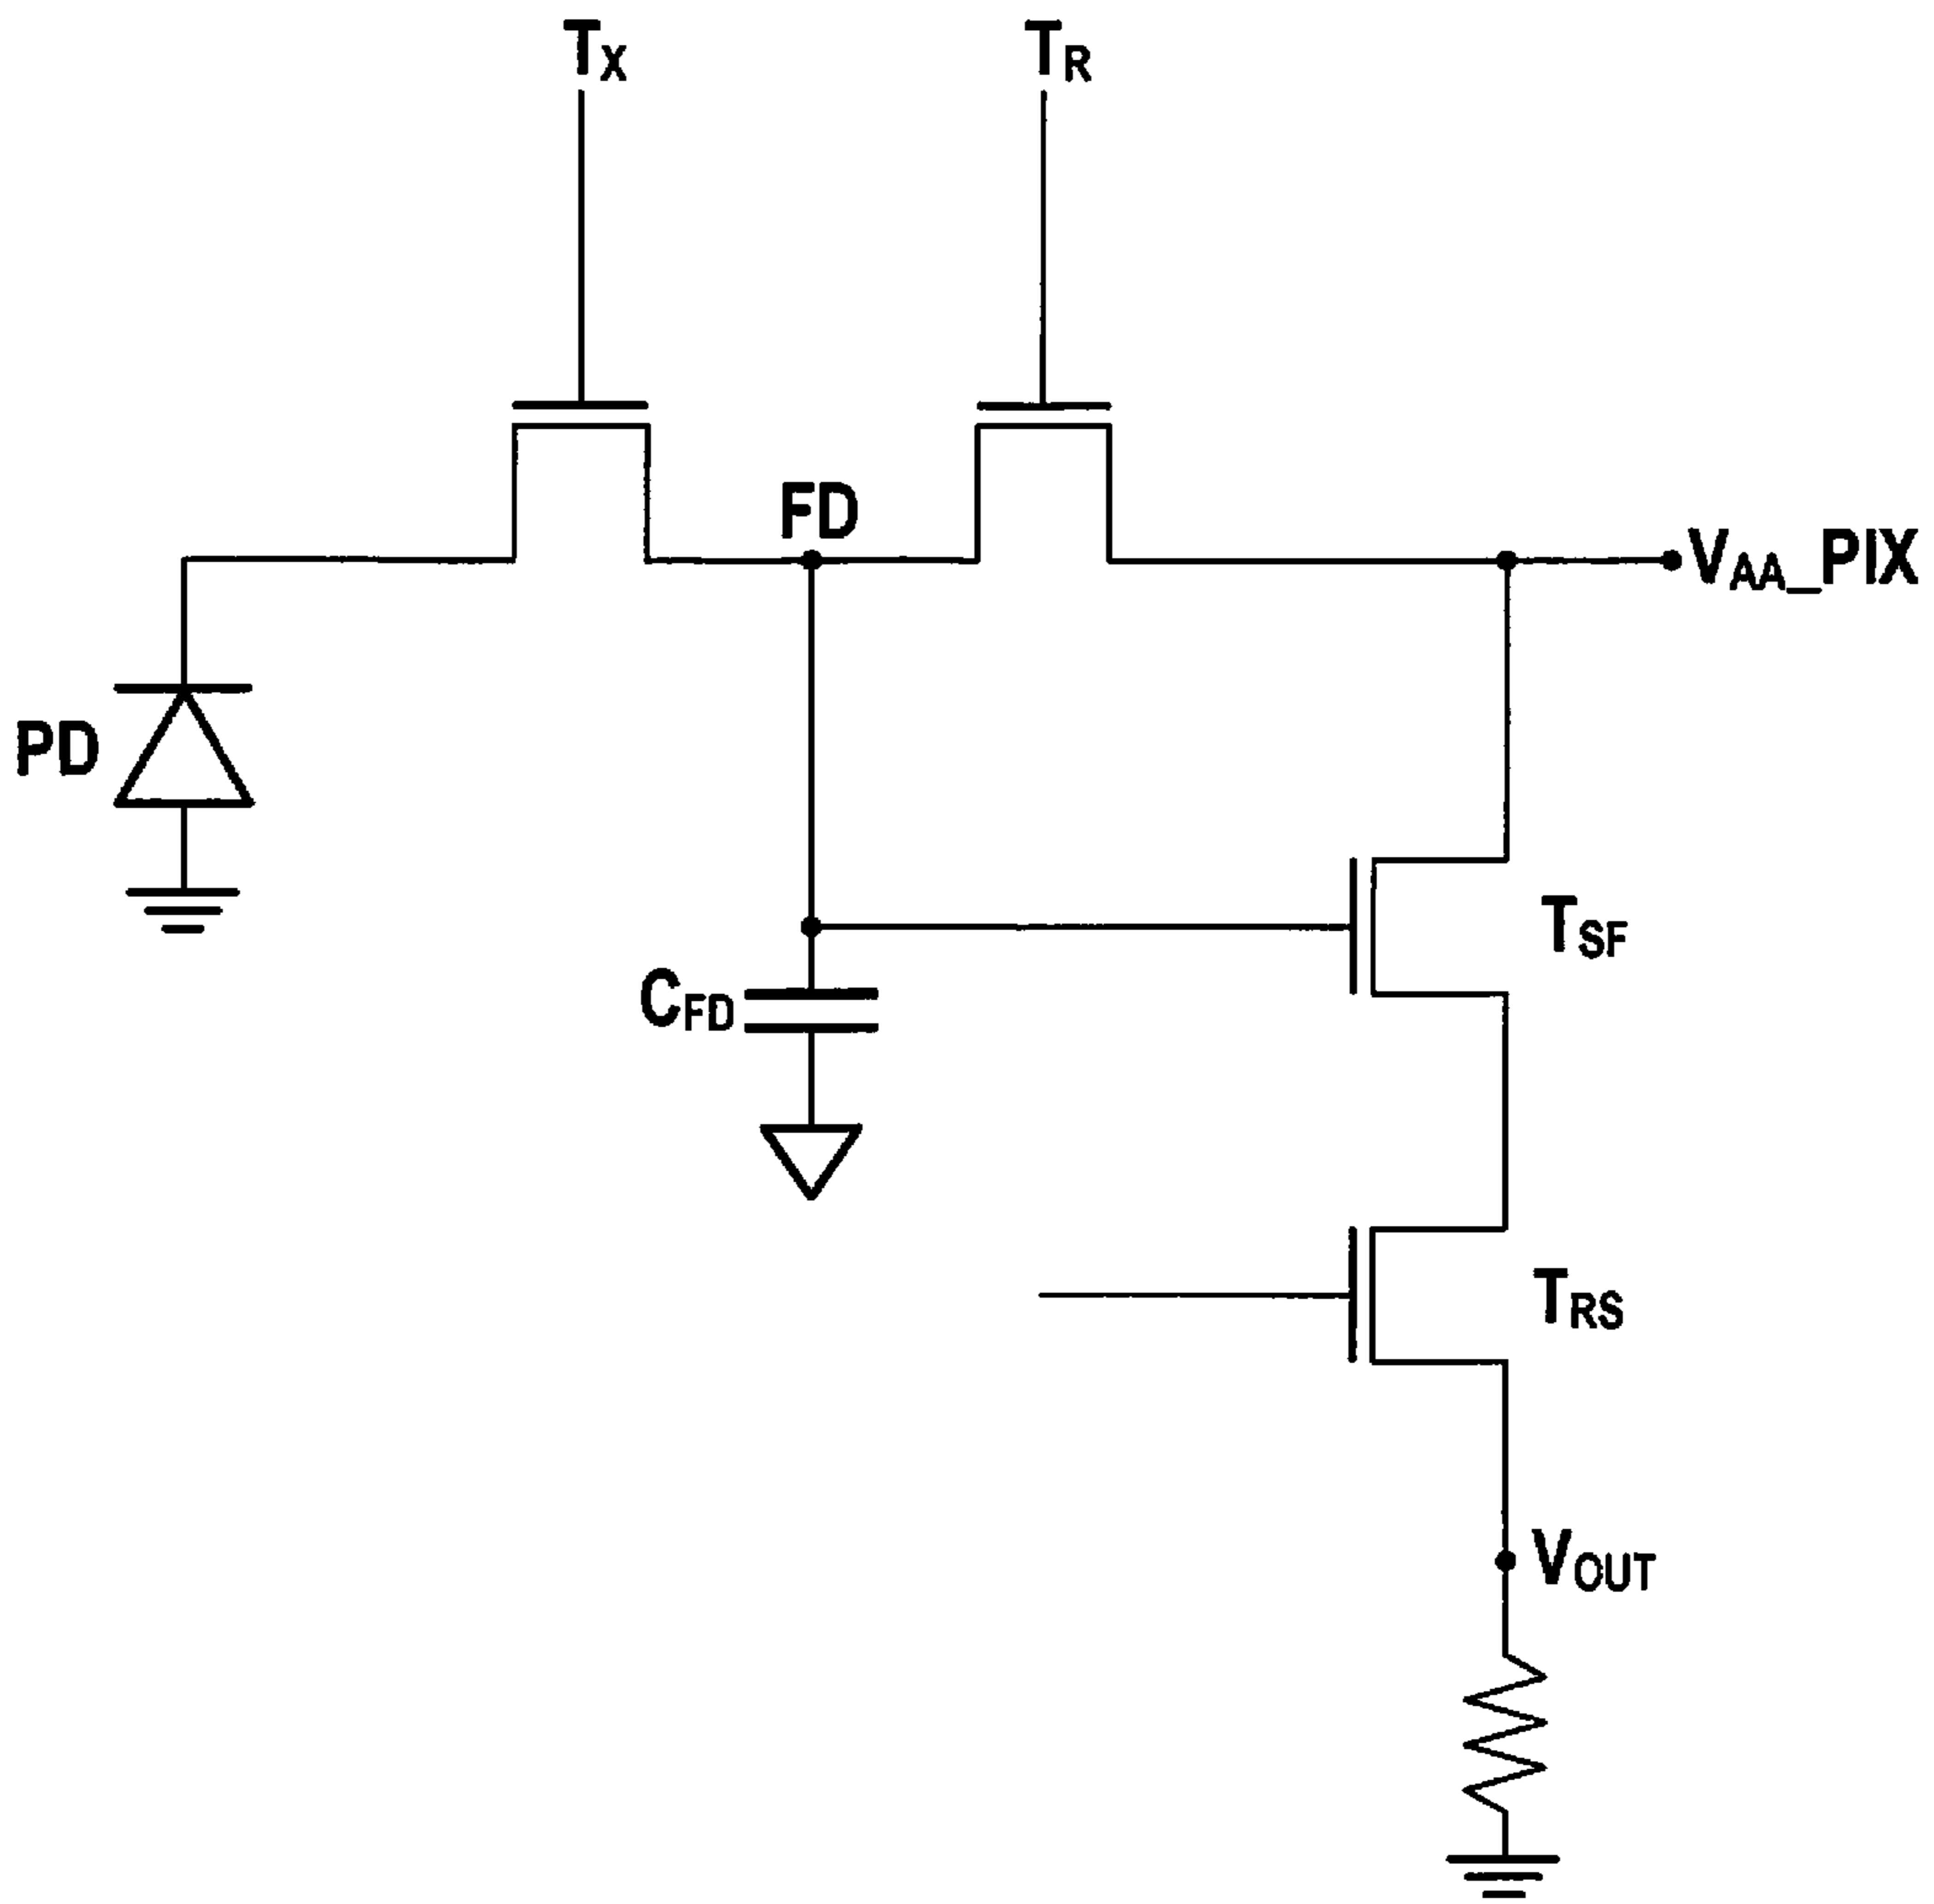 TX
TR
FD
VAA_PIX
PD
TSF
CFD
TRS
VOUT